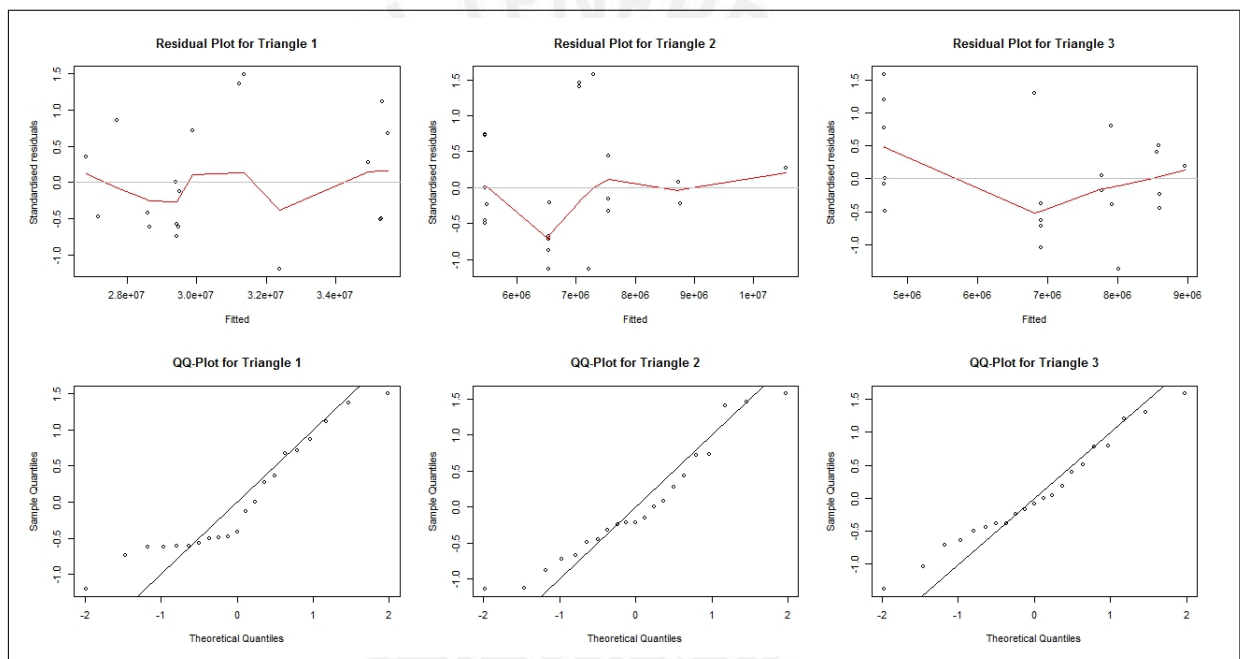 Residual Plot for Triangle 1
Standardised residuals
1.5
1.0
0.5
0.0
-0.5
-1.0
2.8e+07 3.0e+07 3.2e+07 3.4e+07
Fitted
Residual Plot for Triangle 2
Standardised residuals
1.5
1.0
0.5
0.0
-0.5
-1.0
6e+06 7e+06 8e+06 9e+06 1e+07
Fitted
Residual Plot for Triangle 3
Standardised residuals
1.5
1.0
0.5
0.0
-0.5
-1.0
5e+06 6e+06 7e+06 8e+06 9e+06
Fitted
QQ-Plot for Triangle 1
Sample Quantiles
1.5
1.0
0.5
0.0
-0.5
-1.0
-2 -1 0 1 2
Theoretical Quantiles
QQ-Plot for Triangle 2
Sample Quantiles
1.5
1.0
0.5
0.0
-0.5
-1.0
-2 -1 0 1 2
Theoretical Quantiles
QQ-Plot for Triangle 3
Sample Quantiles
1.5
1.0
0.5
0.0
-0.5
-1.0
-2 -1 0 1 2
Theoretical Quantiles